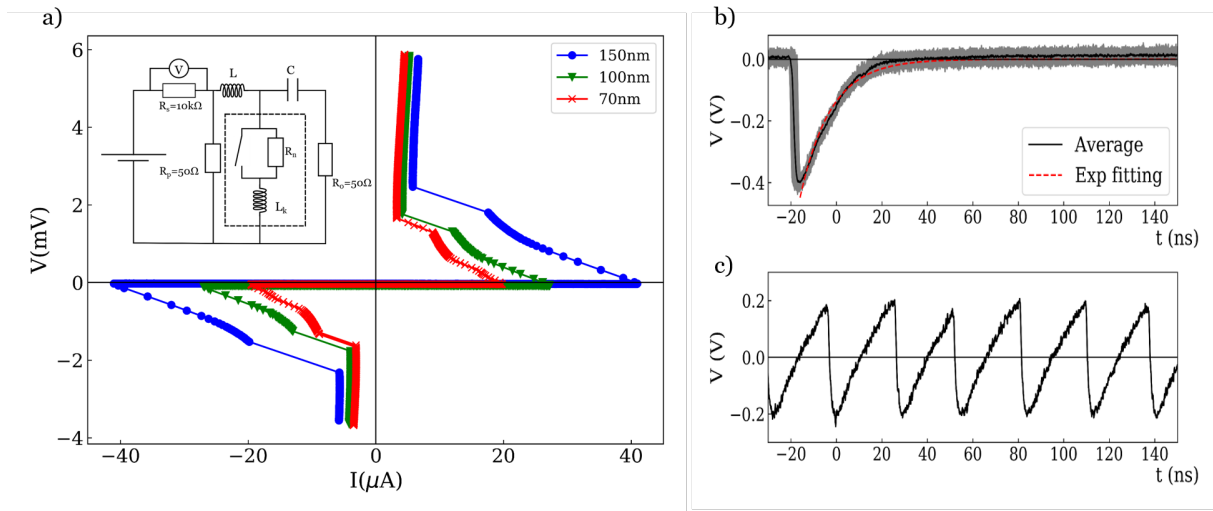 a)
V(mV)
6
4
2
0
−2
−4
−40
−20
0
20
40
I(μA)
150nm
100nm
70nm
V
L
C
Rs=10kΩ
Rp=50Ω
Rn
Lk
Ro=50Ω
b)
V (V)
0.0
−0.2
−0.4
Average
Exp fitting
−20 0 20 40 60 80 100 120 140
t (ns)
c)
V (V)
0.2
0.0
−0.2
−20 0 20 40 60 80 100 120 140
t (ns)